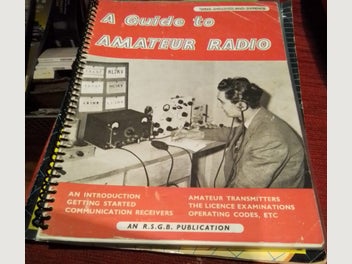 A Guide to
AMATEUR RADIO
AN INTRODUCTION
GETTING STARTED
COMMUNICATION RECEIVERS
AMATEUR TRANSMITTERS
THE LICENCE EXAMINATIONS
OPERATING CODES, ETC
AN R.S.G.B. PUBLICATION